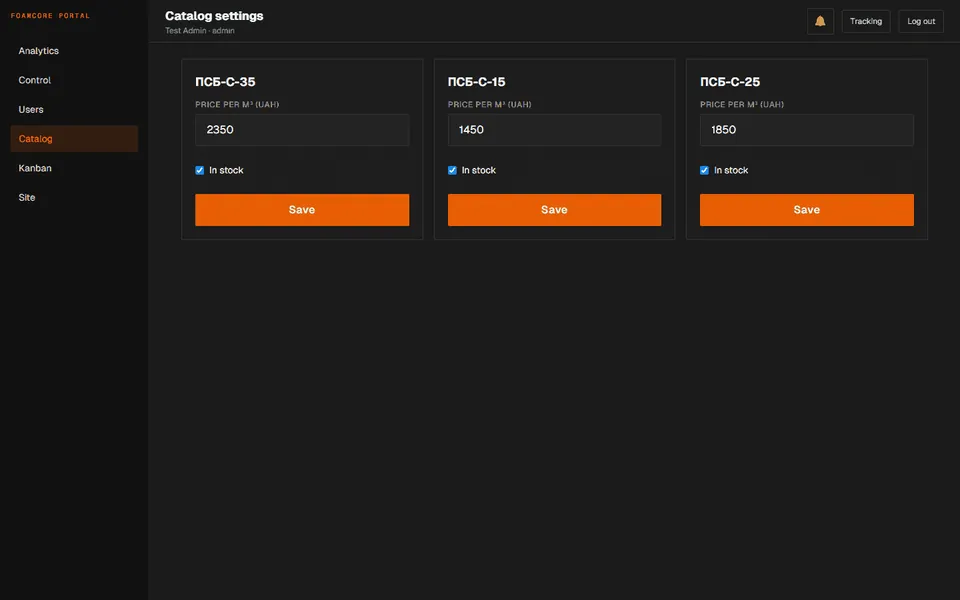 FOAMCORE PORTAL
Analytics
Control
Users
Catalog
Kanban
Site
Catalog settings
Test Admin · admin
Tracking
Log out
ПСБ-С-35
PRICE PER M³ (UAH)
2350
In stock
Save
ПСБ-С-15
PRICE PER M³ (UAH)
1450
In stock
Save
ПСБ-С-25
PRICE PER M³ (UAH)
1850
In stock
Save